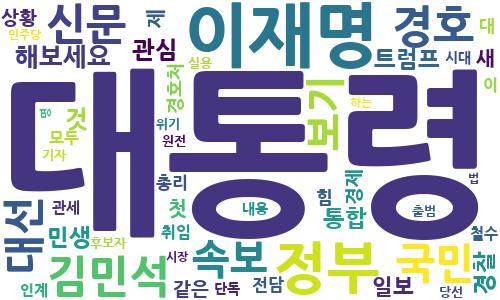 상황 신문 제 이재명 경호 대
민주당 관심 실용 트럼프 시대 새
해보세요 경호처 보기 이
대통령
것 위기 원전 명 하는
모두
기자 총리 힘 경제 법
대선 관세 첫 내용 통합 출범
민생 취임 철수
후보자 속보 정부 국민 경찰
김민석 시장 전담
인계 같은 단독 일보 당선